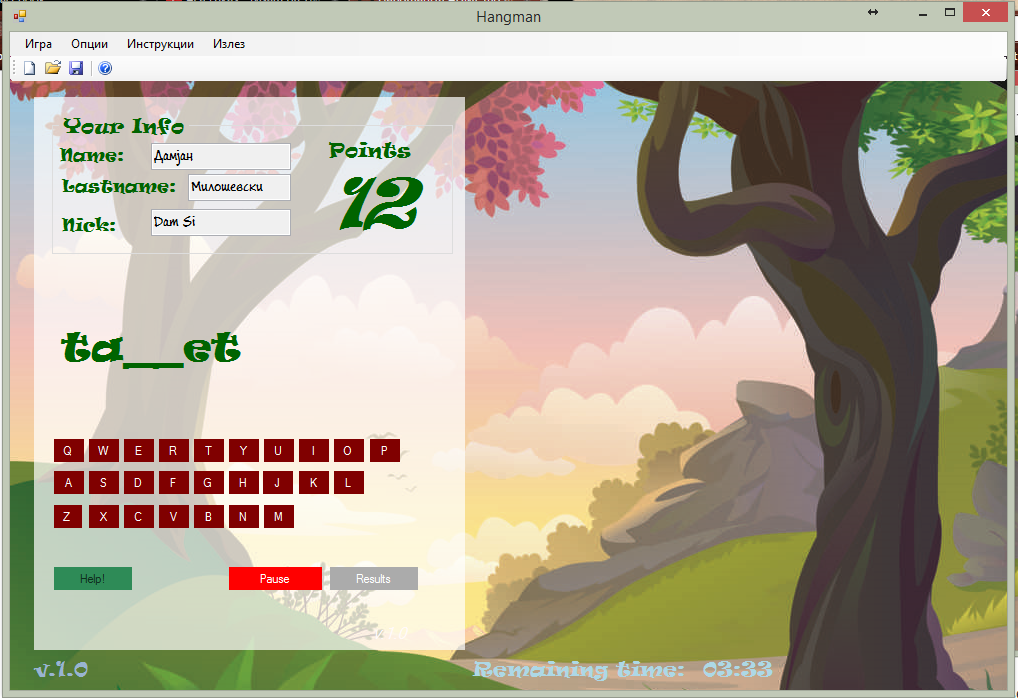 Hangman
Игра Опции Инструкции Излез
Your Info
Name: Дамјан
Points
Lastname: Милошевски
12
Nick: Dam Si
ta__et
Q W E R T Y U I O P
A S D F G H J K L
Z X C V B N M
Help! Pause Results
v.1.0 Remaining time: 03:33